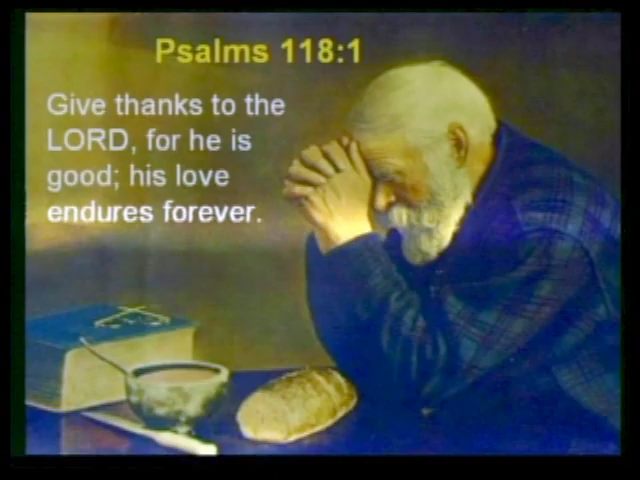 Psalms 118:1
Give thanks to the
LORD, for he is
good; his love
endures forever.